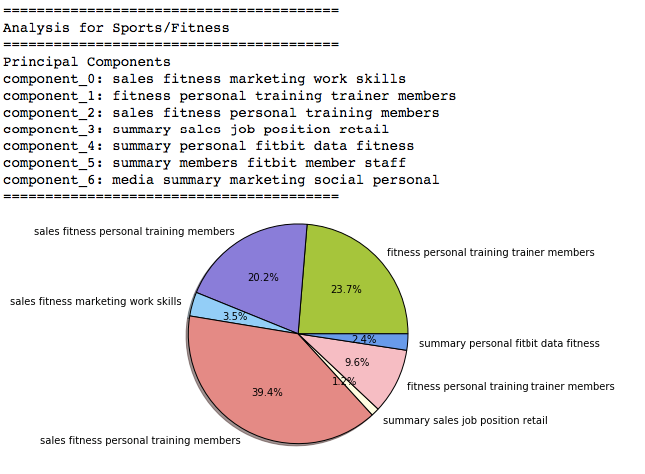 ========================================
Analysis for Sports/Fitness
========================================
Principal Components
component_0: sales fitness marketing work skills
component_1: fitness personal training trainer members
component_2: sales fitness personal training members
component_3: summary sales job position retail
component_4: summary personal fitbit data fitness
component_5: summary members fitbit member staff
component_6: media summary marketing social personal
========================================
sales fitness personal training members
fitness personal training trainer members
20.2%
23.7%
sales fitness marketing work skills
3.5%
2.4%
summary personal fitbit data fitness
9.6%
1.2%
fitness personal training trainer members
39.4%
summary sales job position retail
sales fitness personal training members